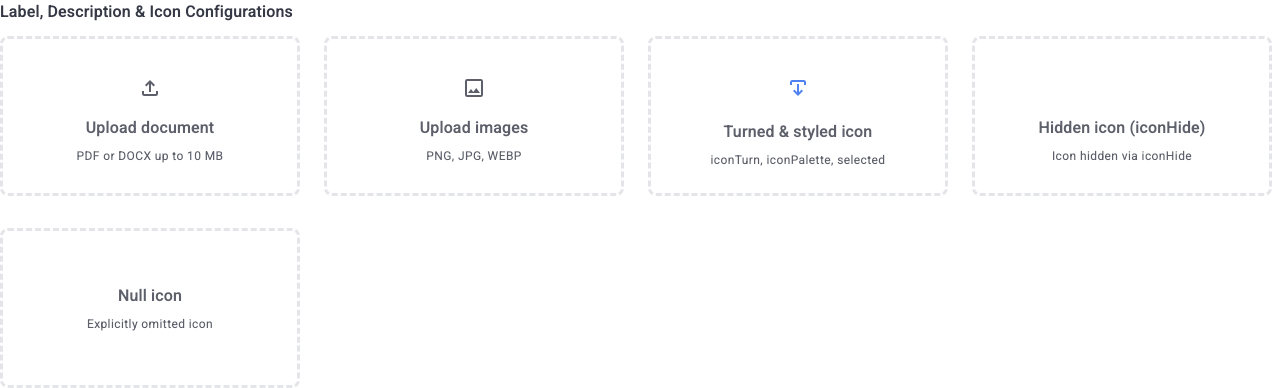 Label, Description & Icon Configurations
Upload document
PDF or DOCX up to 10 MB
Upload images
PNG, JPG, WEBP
Turned & styled icon
iconTurn, iconPalette, selected
Hidden icon (iconHide)
Icon hidden via iconHide
Null icon
Explicitly omitted icon